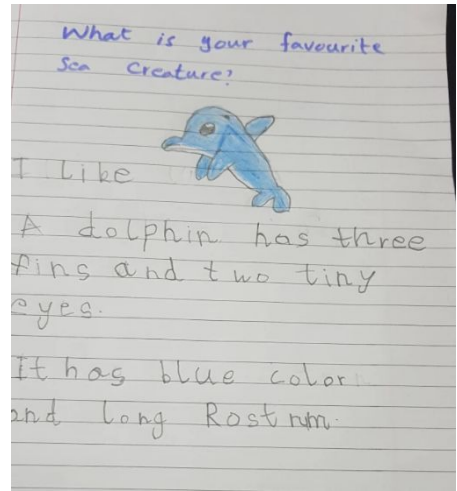 What is your favourite
Sea Creature?
I Like
A dolphin has three
fins and two tiny
eyes.
It has blue color
and long Rostrum.